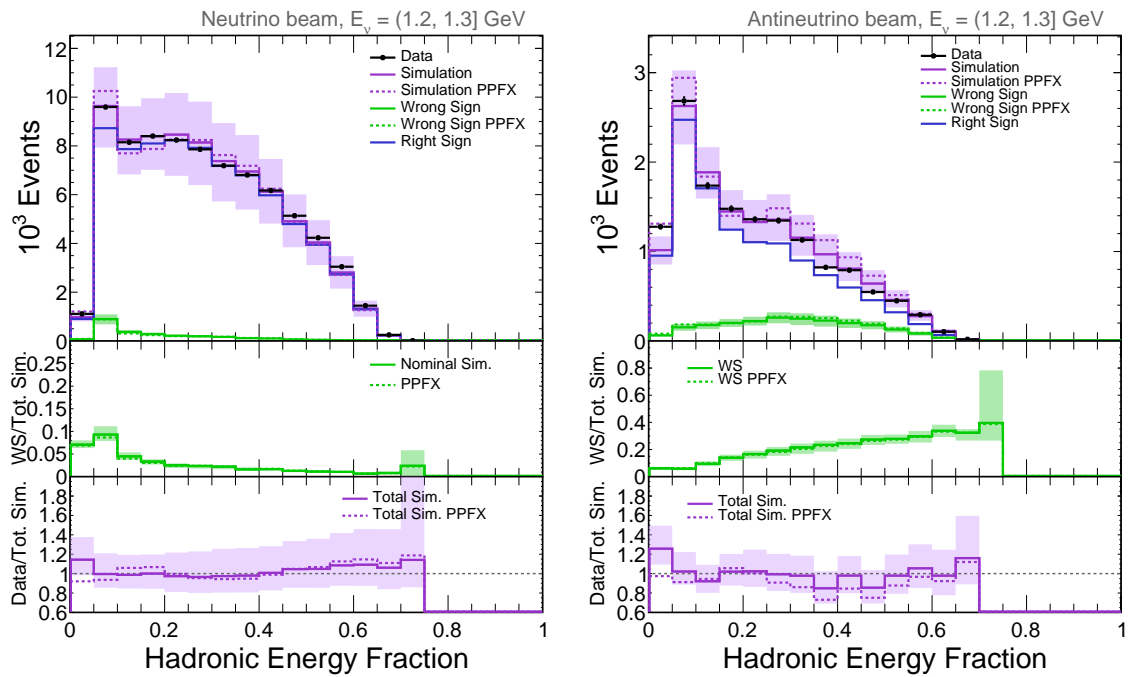 Neutrino beam, Eν = (1.2, 1.3] GeV
10³ Events
12
10
8
6
4
2
0
Data
Simulation
Simulation PPFX
Wrong Sign
Wrong Sign PPFX
Right Sign
WS/Tot. Sim.
0.25
0.2
0.15
0.1
0.05
0
Nominal Sim.
PPFX
Data/Tot. Sim.
1.8
1.6
1.4
1.2
1
0.8
0.6
Total Sim.
Total Sim. PPFX
0 0.2 0.4 0.6 0.8 1
Hadronic Energy Fraction
Antineutrino beam, Eν = (1.2, 1.3] GeV
10³ Events
3
2
1
0
Data
Simulation
Simulation PPFX
Wrong Sign
Wrong Sign PPFX
Right Sign
WS/Tot. Sim.
0.8
0.6
0.4
0.2
0
WS
WS PPFX
Data/Tot. Sim.
1.8
1.6
1.4
1.2
1
0.8
0.6
Total Sim.
Total Sim. PPFX
0 0.2 0.4 0.6 0.8 1
Hadronic Energy Fraction